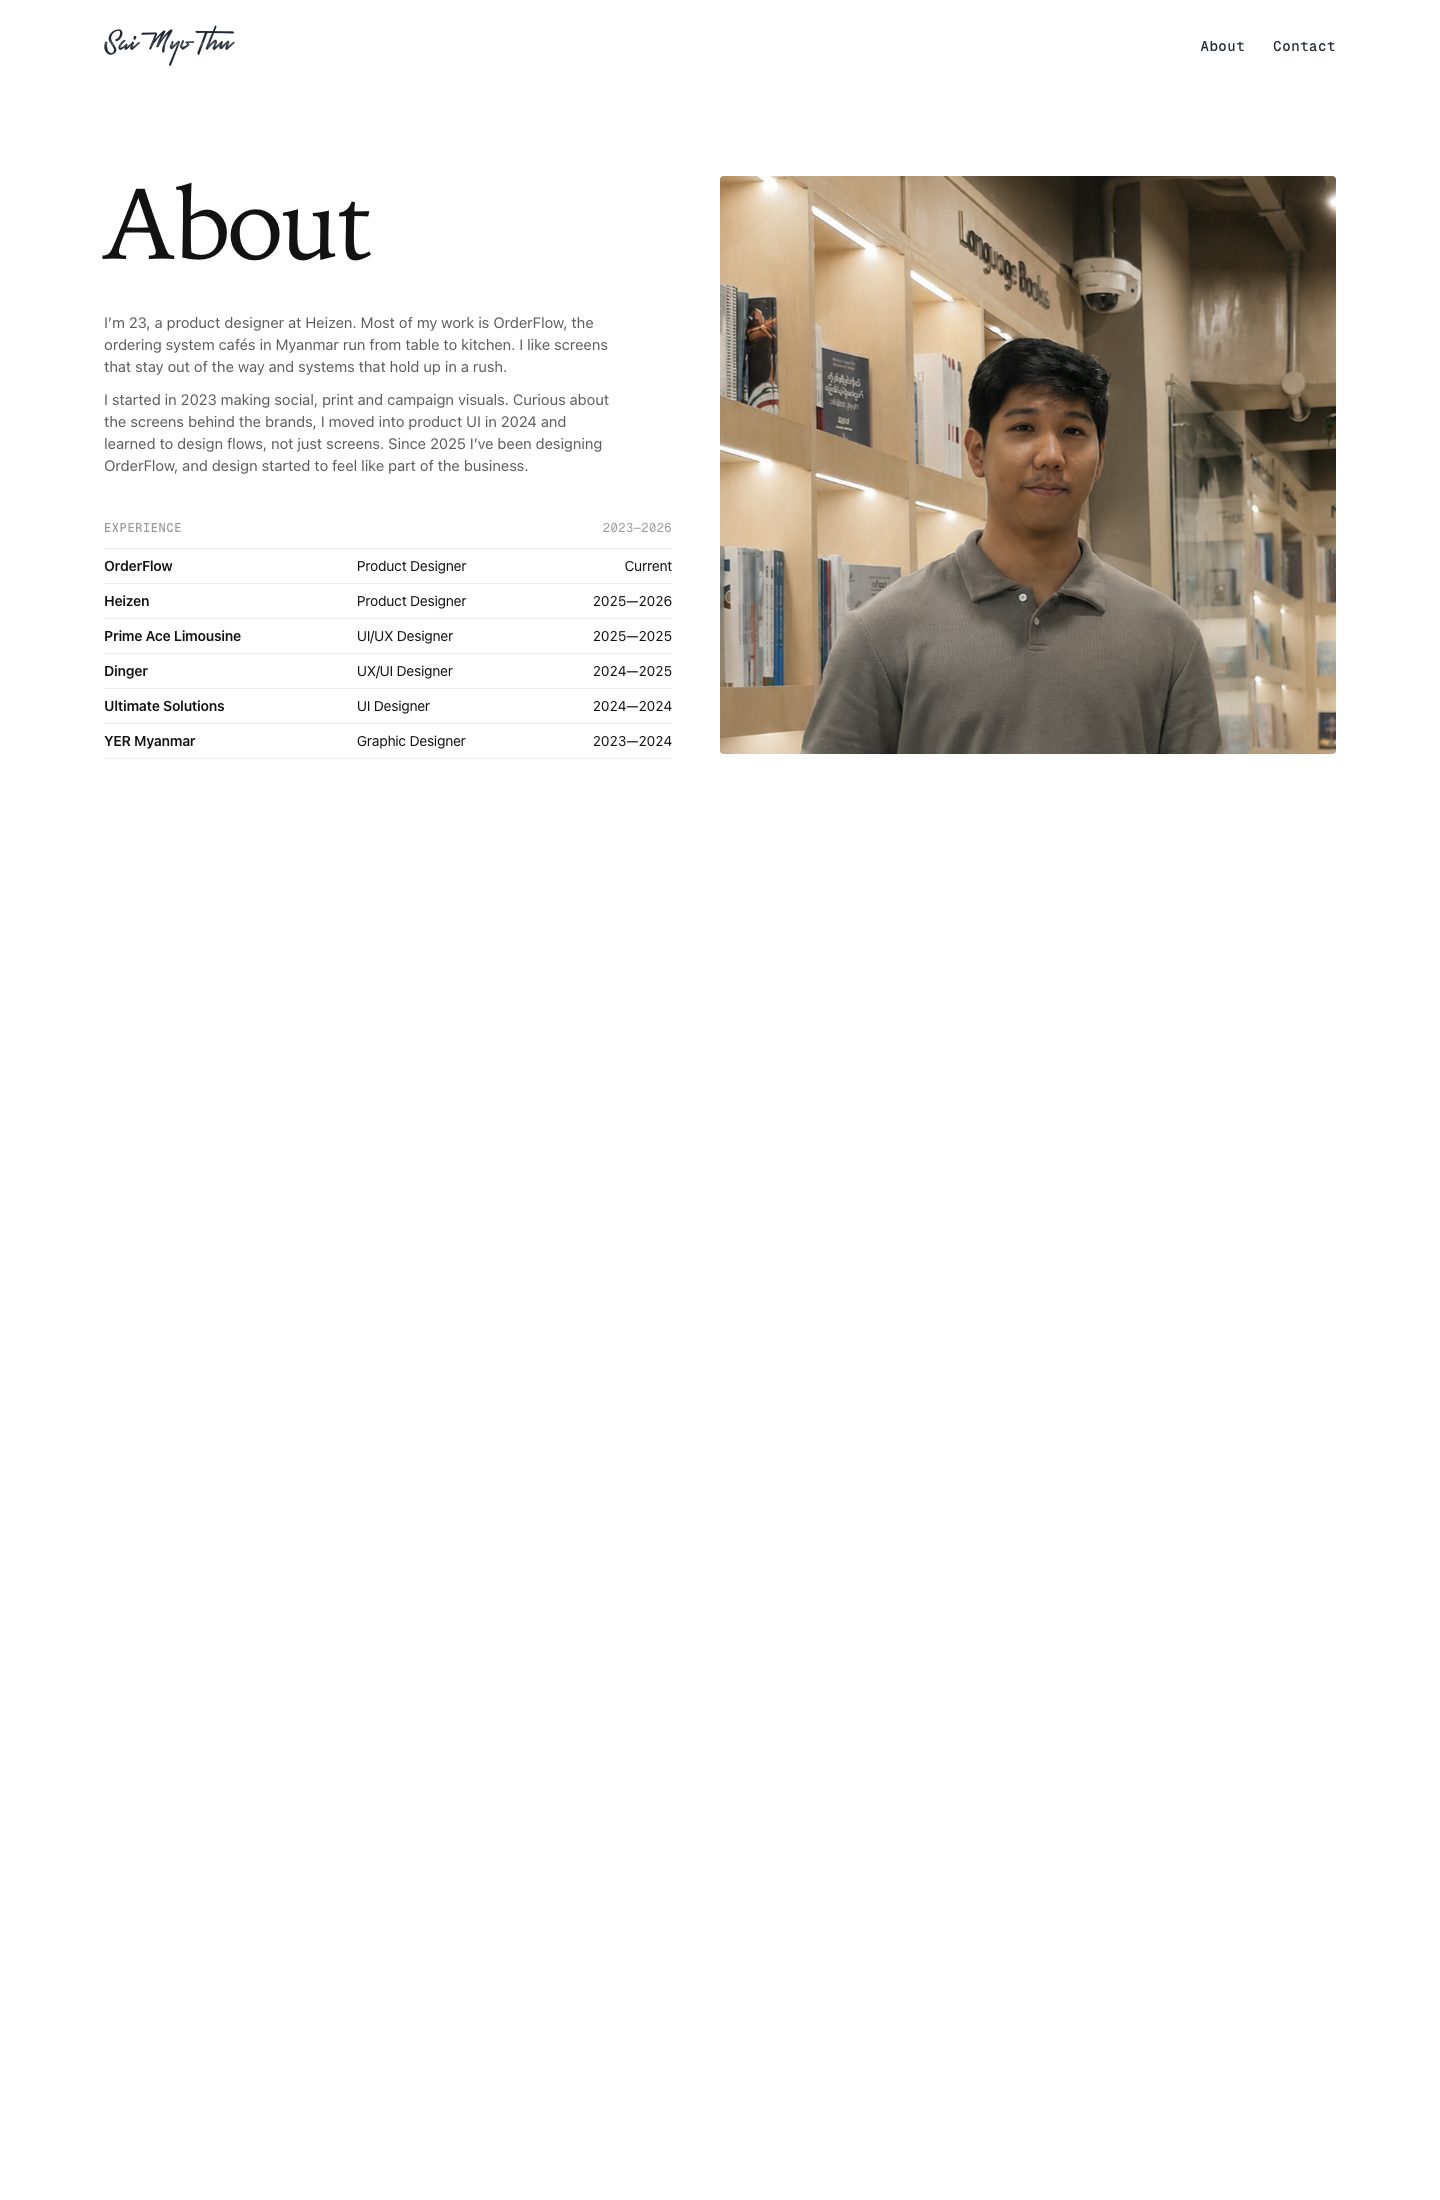 Sai Myo Thu
About Contact
About
I’m 23, a product designer at Heizen. Most of my work is OrderFlow, the
ordering system cafés in Myanmar run from table to kitchen. I like screens
that stay out of the way and systems that hold up in a rush.
I started in 2023 making social, print and campaign visuals. Curious about
the screens behind the brands, I moved into product UI in 2024 and
learned to design flows, not just screens. Since 2025 I’ve been designing
OrderFlow, and design started to feel like part of the business.
EXPERIENCE 2023—2026
OrderFlow Product Designer Current
Heizen Product Designer 2025—2026
Prime Ace Limousine UI/UX Designer 2025—2025
Dinger UX/UI Designer 2024—2025
Ultimate Solutions UI Designer 2024—2024
YER Myanmar Graphic Designer 2023—2024
Language Books